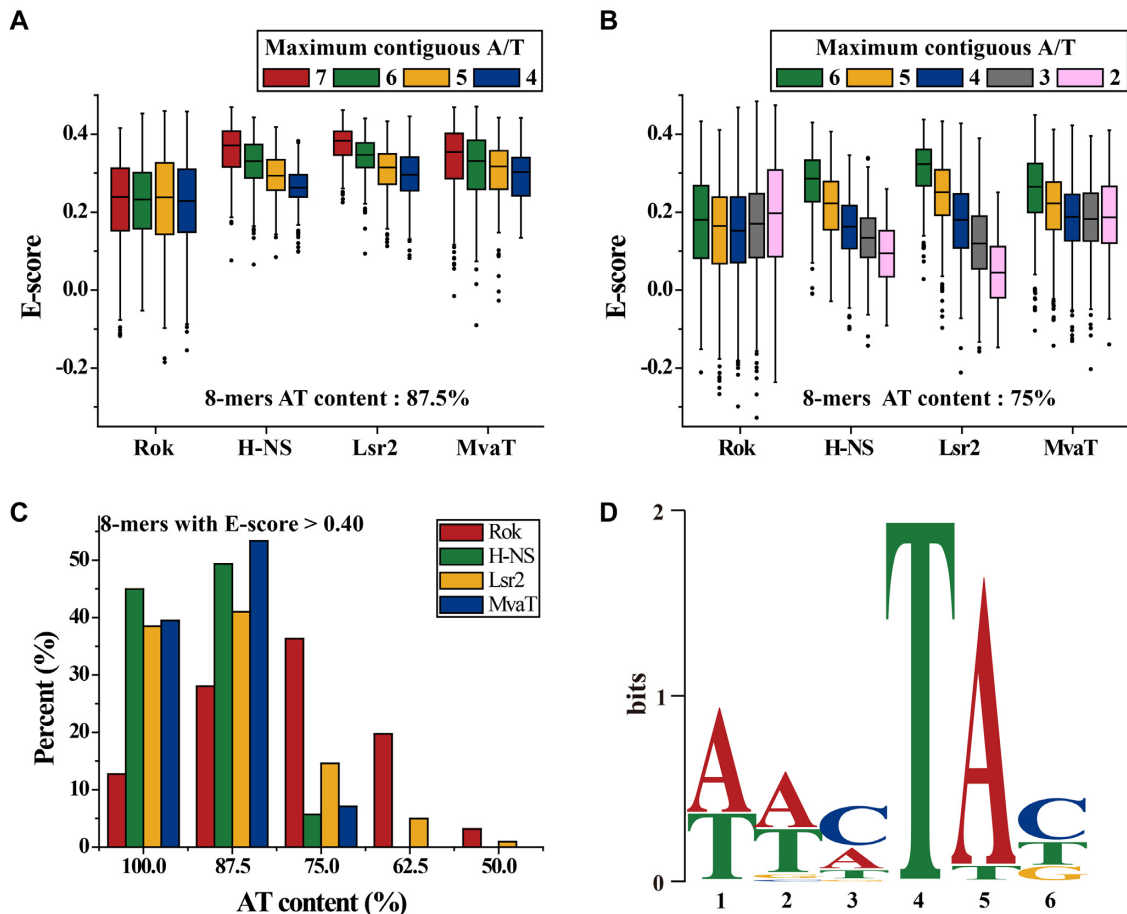 A
Maximum contiguous A/T
7 6 5 4
E-score
0.4
0.2
0.0
-0.2
8-mers AT content : 87.5%
Rok H-NS Lsr2 MvaT
B
Maximum contiguous A/T
6 5 4 3 2
E-score
0.4
0.2
0.0
-0.2
8-mers AT content : 75%
Rok H-NS Lsr2 MvaT
C
8-mers with E-score > 0.40
Rok
H-NS
Lsr2
MvaT
Percent (%)
50
40
30
20
10
0
100.0 87.5 75.0 62.5 50.0
AT content (%)
D
bits
2
1
0
A T
A T G C
C A T G
T
A T
C T G
1 2 3 4 5 6